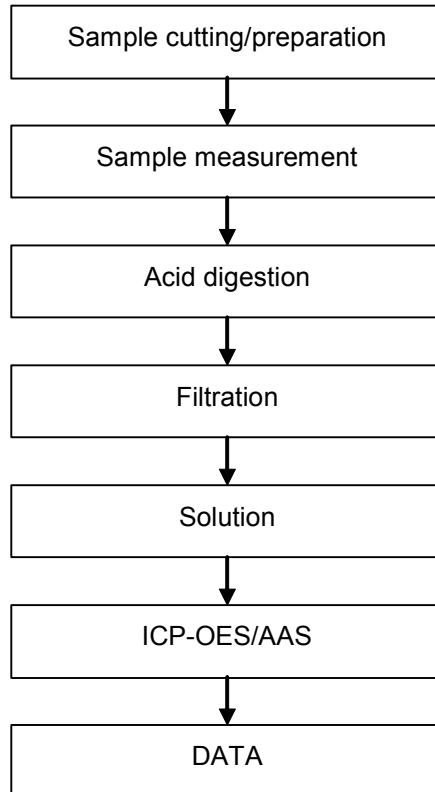 Sample cutting/preparation
Sample measurement
Acid digestion
Filtration
Solution
ICP-OES/AAS
DATA